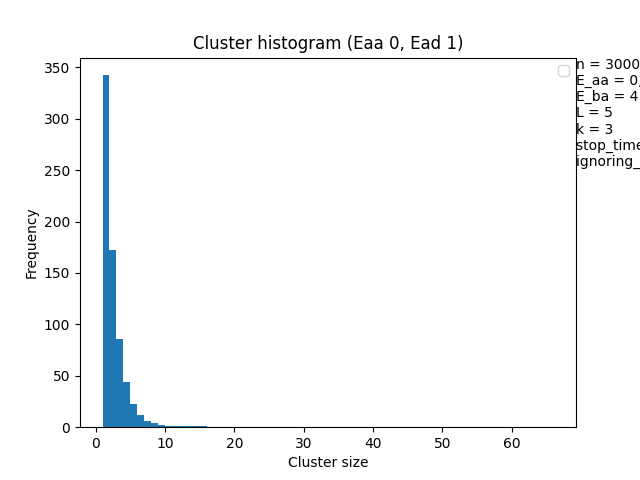 Cluster histogram (Eaa 0, Ead 1)
350
300
250
200
150
100
50
0
Frequency
0 10 20 30 40 50 60
Cluster size
n = 3000
E_aa = 0,
E_ba = 4
L = 5
k = 3
stop_time
ignoring_